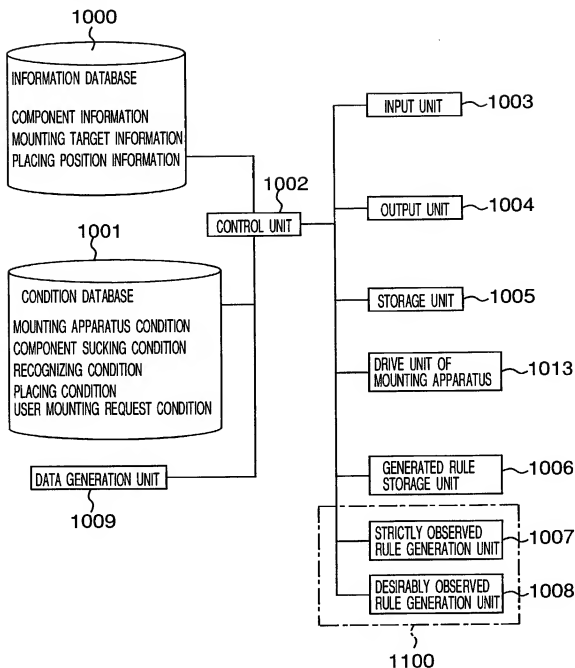 1000
INFORMATION DATABASE
COMPONENT INFORMATION
MOUNTING TARGET INFORMATION
PLACING POSITION INFORMATION
1001
CONDITION DATABASE
MOUNTING APPARATUS CONDITION
COMPONENT SUCKING CONDITION
RECOGNIZING CONDITION
PLACING CONDITION
USER MOUNTING REQUEST CONDITION
DATA GENERATION UNIT
1009
1002
CONTROL UNIT
INPUT UNIT
1003
OUTPUT UNIT
1004
STORAGE UNIT
1005
DRIVE UNIT OF
MOUNTING APPARATUS
1013
GENERATED RULE
STORAGE UNIT
1006
STRICTLY OBSERVED
RULE GENERATION UNIT
1007
DESIRABLY OBSERVED
RULE GENERATION UNIT
1008
1100